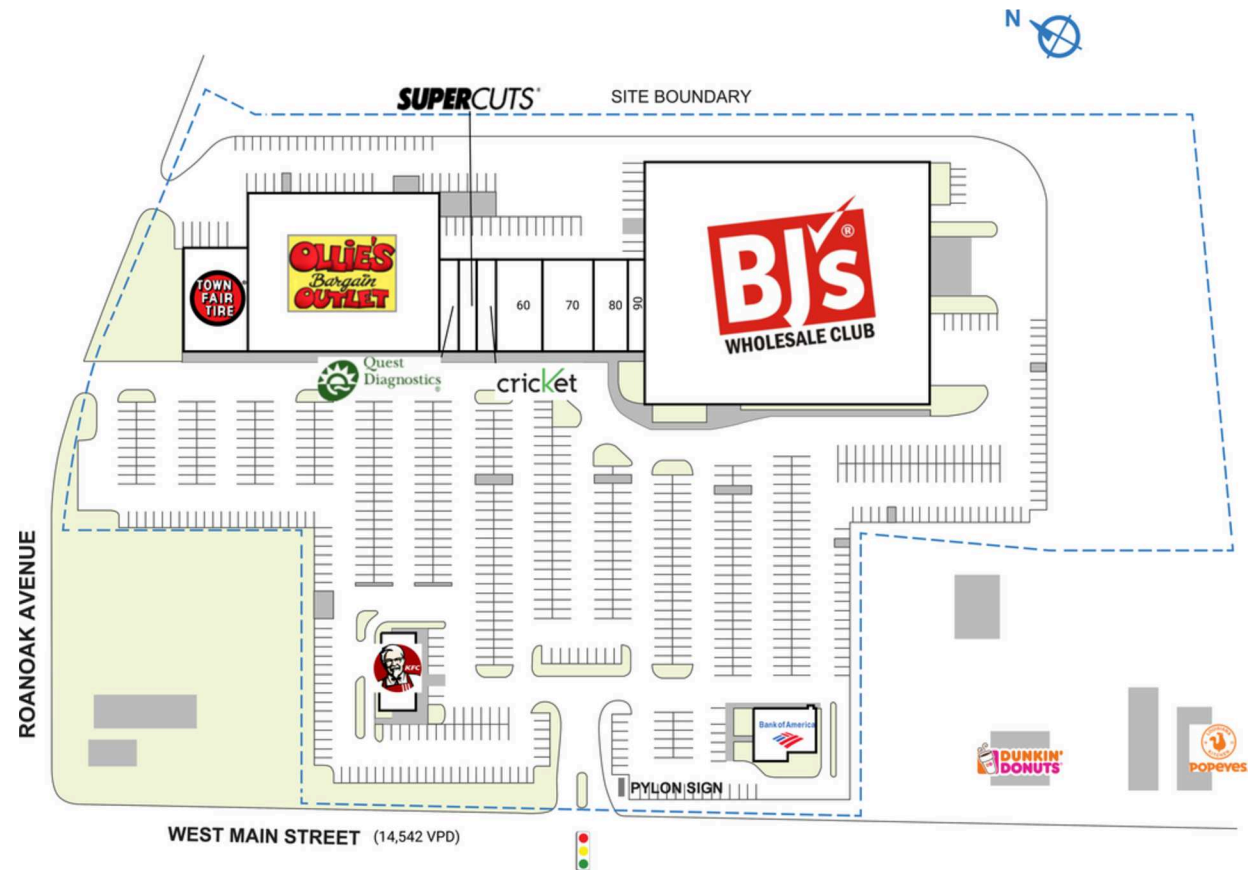 N
SUPERCUTS®
SITE BOUNDARY
BJ's®
WHOLESALE CLUB
OLLIE'S
Bargain
OUTLET
TOWN
FAIR
TIRE
60
70
80
90
Quest
Diagnostics®
cricket
ROANOAK AVENUE
KFC
Bank of America
DUNKIN'
DONUTS
POPEYES
PYLON SIGN
WEST MAIN STREET (14,542 VPD)